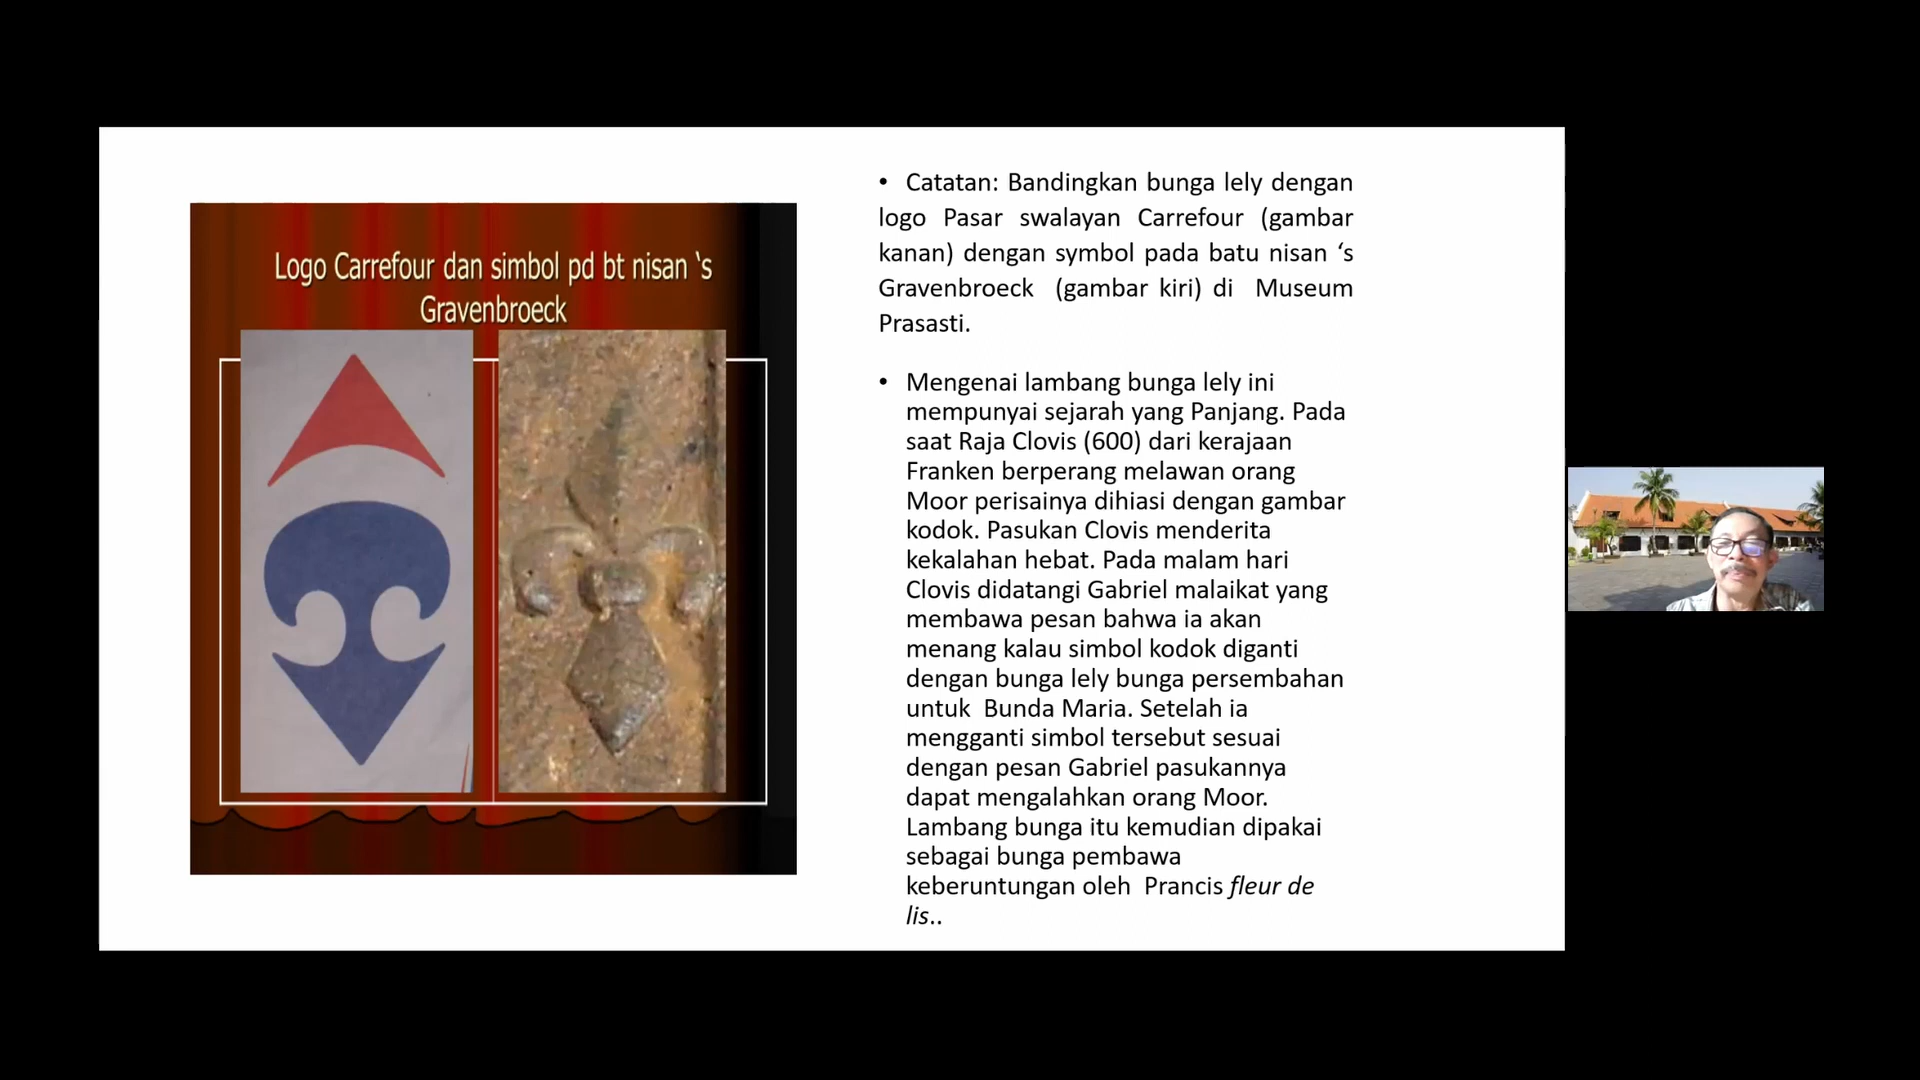 Logo Carrefour dan simbol pd bt nisan ‘s
Gravenbroeck
• Catatan: Bandingkan bunga lely dengan
logo Pasar swalayan Carrefour (gambar
kanan) dengan symbol pada batu nisan ‘s
Gravenbroeck (gambar kiri) di Museum
Prasasti.
• Mengenai lambang bunga lely ini
mempunyai sejarah yang Panjang. Pada
saat Raja Clovis (600) dari kerajaan
Franken berperang melawan orang
Moor perisainya dihiasi dengan gambar
kodok. Pasukan Clovis menderita
kekalahan hebat. Pada malam hari
Clovis didatangi Gabriel malaikat yang
membawa pesan bahwa ia akan
menang kalau simbol kodok diganti
dengan bunga lely bunga persembahan
untuk Bunda Maria. Setelah ia
mengganti simbol tersebut sesuai
dengan pesan Gabriel pasukannya
dapat mengalahkan orang Moor.
Lambang bunga itu kemudian dipakai
sebagai bunga pembawa
keberuntungan oleh Prancis fleur de
lis..